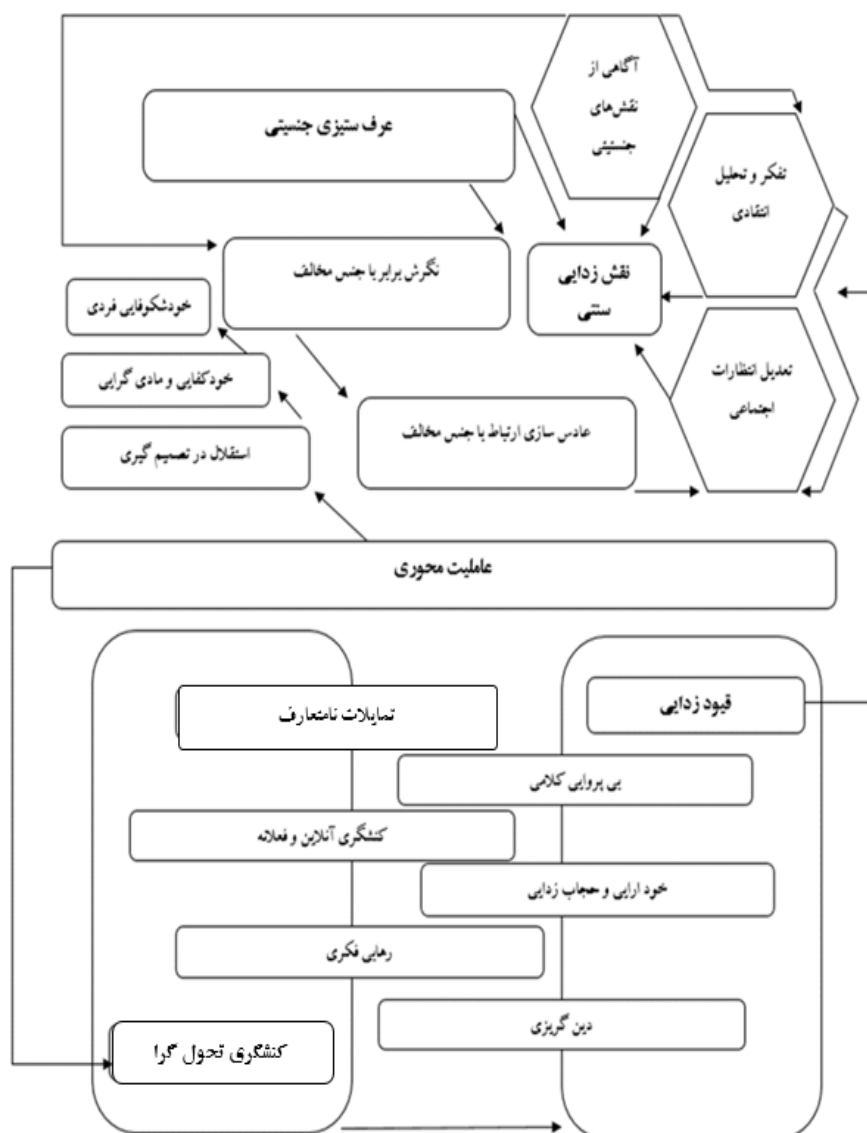 آگاهی از
نقش‌های
جنسیتی
عرف ستیزی جنسیتی
تفکر و تحلیل
انتقادی
نگرش برابر با جنس مخالف
نقش زدایی
سنتی
خودشکوفایی فردی
خودکفایی و مادی گرایی
تعدیل انتظارات
اجتماعی
عادس سازی ارتباط با جنس مخالف
استقلال در تصمیم گیری
عاملیت محوری
قیود زدایی
تمایلات نامتعارف
بی پروایی کلامی
کنشگری آنلاین و فعلانه
خود ارایی و حجاب زدایی
رهایی فکری
دین گریزی
کنشگری تحول گرا